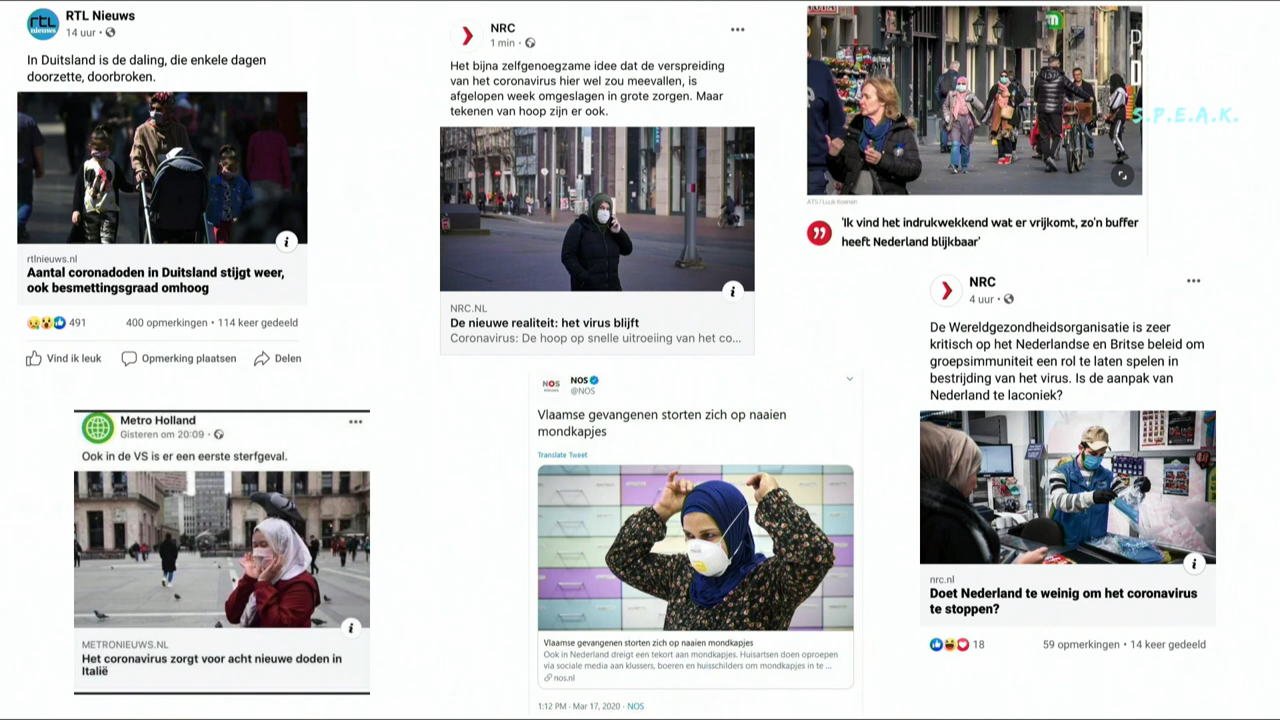 RTL Nieuws
14 uur
In Duitsland is de daling, die enkele dagen
doorzette, doorbroken.
rtlnieuws.nl
Aantal coronadoden in Duitsland stijgt weer,
ook besmettingsgraad omhoog
491
400 opmerkingen • 114 keer gedeeld
Vind ik leuk
Opmerking plaatsen
Delen
NRC
1 min
Het bijna zelfgenoegzame idee dat de verspreiding
van het coronavirus hier wel zou meevallen, is
afgelopen week omgeslagen in grote zorgen. Maar
tekenen van hoop zijn er ook.
NRC.NL
De nieuwe realiteit: het virus blijft
Coronavirus: De hoop op snelle uitroeiing van het co...
S.P.E.A.K.
ATS / Luuk Koenen
'Ik vind het indrukwekkend wat er vrijkomt, zo'n buffer
heeft Nederland blijkbaar'
NRC
4 uur
De Wereldgezondheidsorganisatie is zeer
kritisch op het Nederlandse en Britse beleid om
groepsimmuniteit een rol te laten spelen in
bestrijding van het virus. Is de aanpak van
Nederland te laconiek?
nrc.nl
Doet Nederland te weinig om het coronavirus
te stoppen?
18
59 opmerkingen • 14 keer gedeeld
Metro Holland
Gisteren om 20:09
Ook in de VS is er een eerste sterfgeval.
METRONIEUWS.NL
Het coronavirus zorgt voor acht nieuwe doden in
Italië
NOS
NOS
@NOS
Vlaamse gevangenen storten zich op naaien
mondkapjes
Translate Tweet
Vlaamse gevangenen storten zich op naaien mondkapjes
Ook in Nederland dreigt een tekort aan mondkapjes. Huisartsen doen oproepen
via sociale media aan klussers, boeren en huisschilders om mondkapjes in te ...
nos.nl
1:12 PM · Mar 17, 2020 · NOS